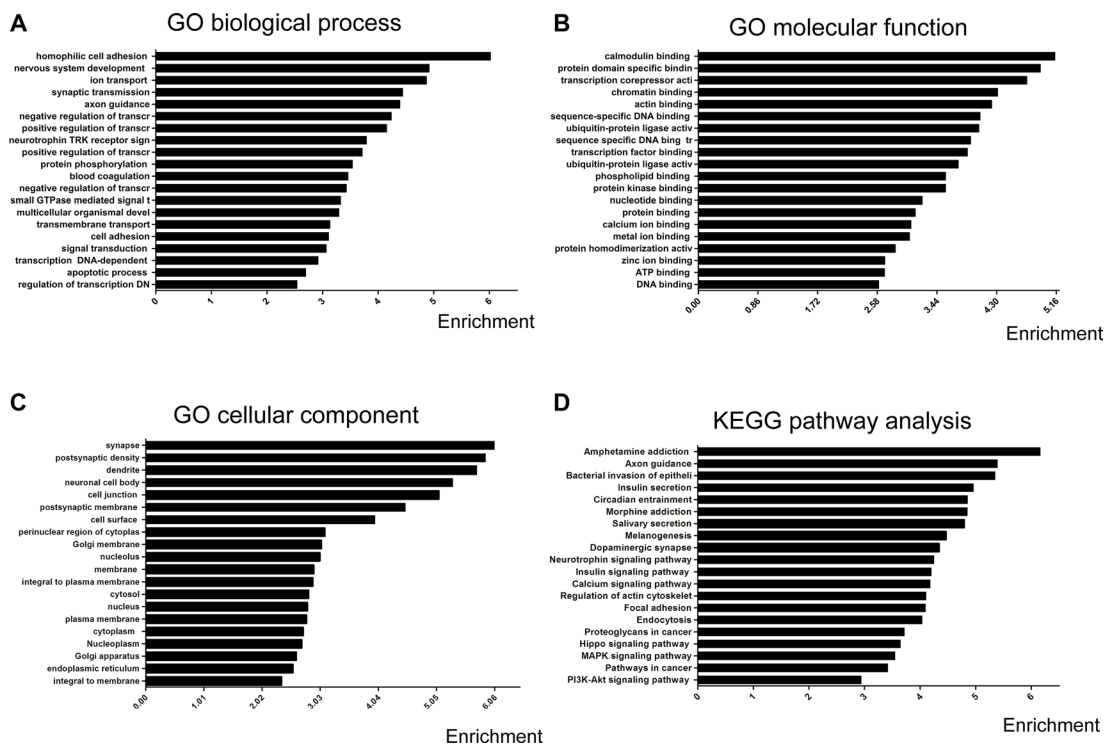 A
GO biological process
homophilic cell adhesion
nervous system development
ion transport
synaptic transmission
axon guidance
negative regulation of transcr
positive regulation of transcr
neurotrophin TRK receptor sign
positive regulation of transcr
protein phosphorylation
blood coagulation
negative regulation of transcr
small GTPase mediated signal t
multicellular organismal devel
transmembrane transport
cell adhesion
signal transduction
transcription DNA-dependent
apoptotic process
regulation of transcription DN
0 1 2 3 4 5 6
Enrichment
B
GO molecular function
calmodulin binding
protein domain specific bindin
transcription corepressor acti
chromatin binding
actin binding
sequence-specific DNA binding
ubiquitin-protein ligase activ
sequence specific DNA bing tr
transcription factor binding
ubiquitin-protein ligase activ
phospholipid binding
protein kinase binding
nucleotide binding
protein binding
calcium ion binding
metal ion binding
protein homodimerization activ
zinc ion binding
ATP binding
DNA binding
0.00 0.86 1.72 2.58 3.44 4.30 5.16
Enrichment
C
GO cellular component
synapse
postsynaptic density
dendrite
neuronal cell body
cell junction
postsynaptic membrane
cell surface
perinuclear region of cytoplas
Golgi membrane
nucleolus
membrane
integral to plasma membrane
cytosol
nucleus
plasma membrane
cytoplasm
Nucleoplasm
Golgi apparatus
endoplasmic reticulum
integral to membrane
0.00 1.01 2.02 3.03 4.04 5.05 6.06
Enrichment
D
KEGG pathway analysis
Amphetamine addiction
Axon guidance
Bacterial invasion of epitheli
Insulin secretion
Circadian entrainment
Morphine addiction
Salivary secretion
Melanogenesis
Dopaminergic synapse
Neurotrophin signaling pathway
Insulin signaling pathway
Calcium signaling pathway
Regulation of actin cytoskelet
Focal adhesion
Endocytosis
Proteoglycans in cancer
Hippo signaling pathway
MAPK signaling pathway
Pathways in cancer
PI3K-Akt signaling pathway
0 1 2 3 4 5 6
Enrichment